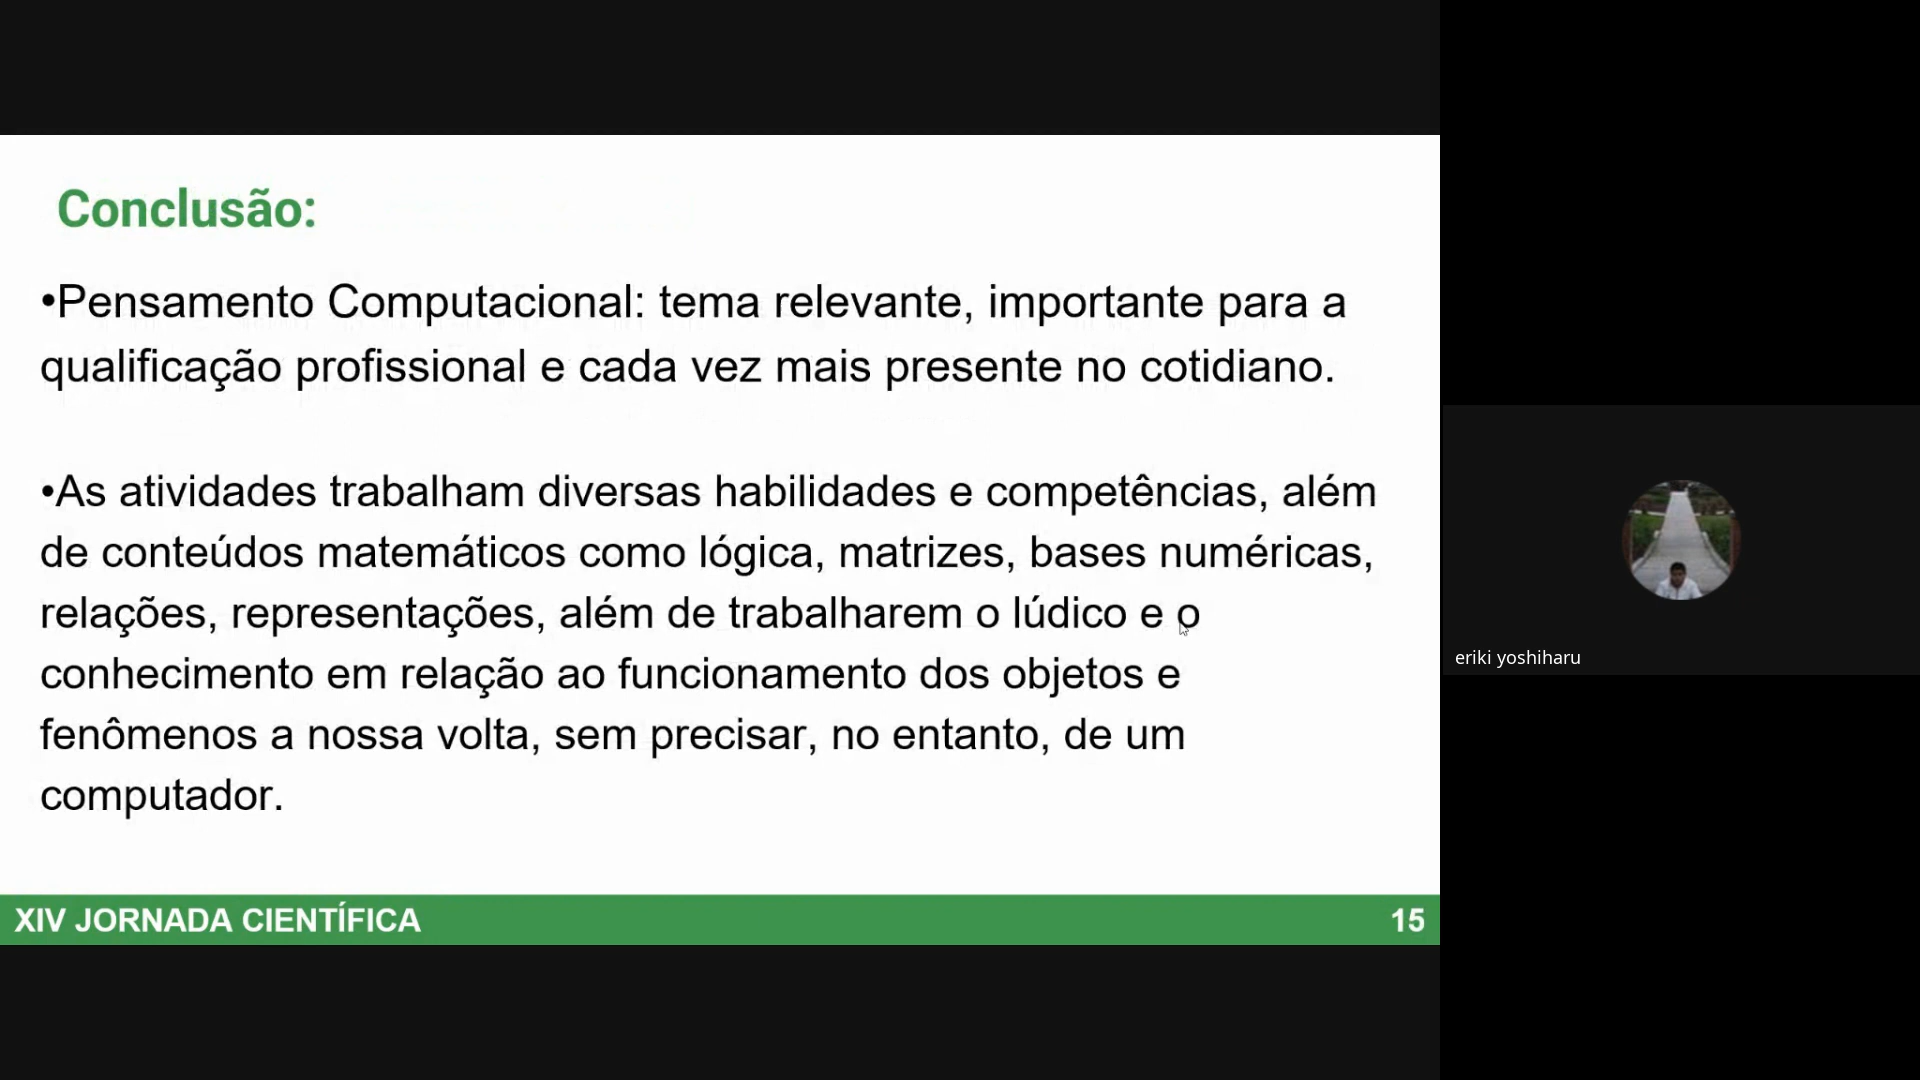 Conclusão:
•Pensamento Computacional: tema relevante, importante para a
qualificação profissional e cada vez mais presente no cotidiano.
•As atividades trabalham diversas habilidades e competências, além
de conteúdos matemáticos como lógica, matrizes, bases numéricas,
relações, representações, além de trabalharem o lúdico e o
conhecimento em relação ao funcionamento dos objetos e
fenômenos a nossa volta, sem precisar, no entanto, de um
computador.
XIV JORNADA CIENTÍFICA
15
eriki yoshiharu